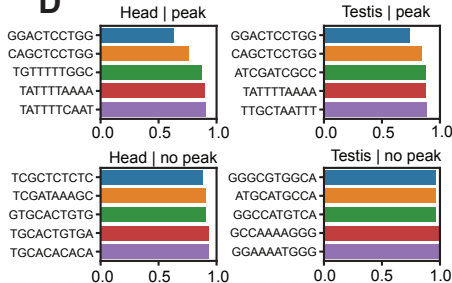 D
Head | peak
GGACTCCTGG
CAGCTCCTGG
TGTTTTTGGC
TATTTTAAAA
TATTTTCAAT
0.0 0.5 1.0
Testis | peak
GGACTCCTGG
CAGCTCCTGG
ATCGATCGCC
TATTTTAAAA
TTGCTAATTT
0.0 0.5 1.0
Head | no peak
TCGCTCTCTC
TCGATAAAGC
GTGCACTGTG
TGCACTGTGA
TGCACACACA
0.0 0.5 1.0
Testis | no peak
GGGCGTGGCA
ATGCATGCCA
GGCCATGTCA
GCCAAAAGGG
GGAAAATGGG
0.0 0.5 1.0